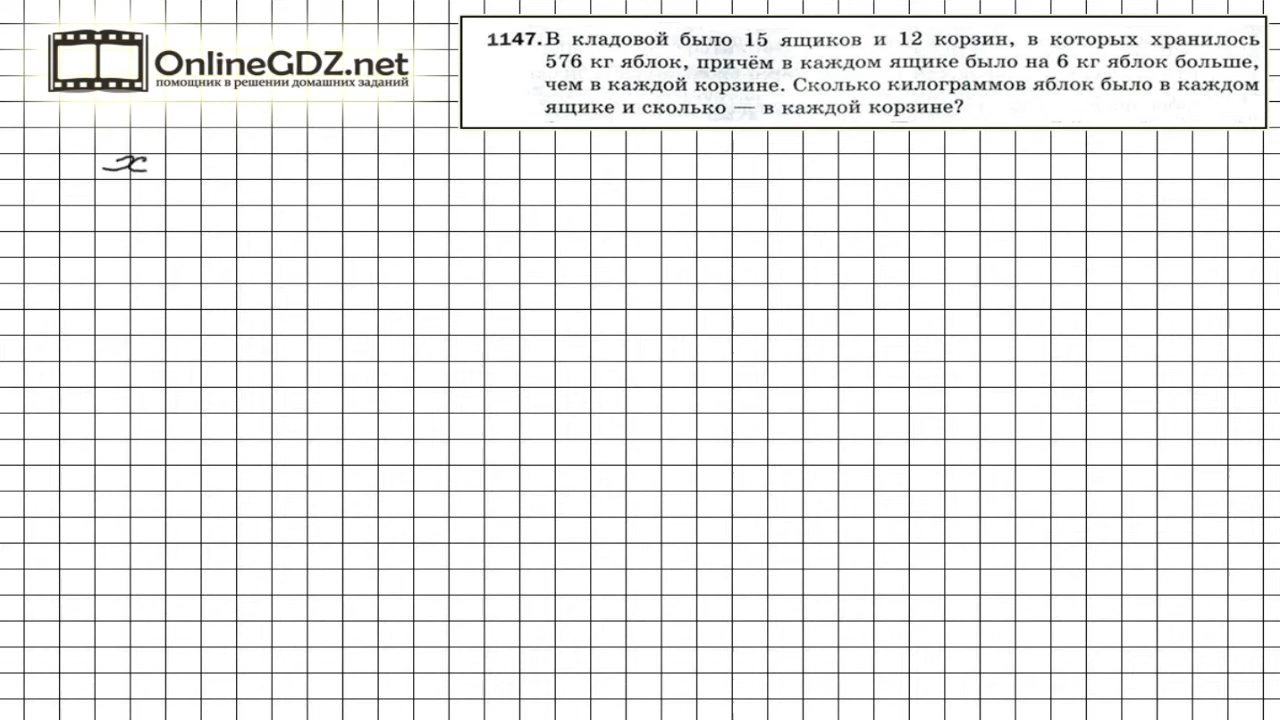 OnlineGDZ.net
помощник в решении домашних заданий
1147. В кладовой было 15 ящиков и 12 корзин, в которых хранилось
576 кг яблок, причём в каждом ящике было на 6 кг яблок больше,
чем в каждой корзине. Сколько килограммов яблок было в каждом
ящике и сколько — в каждой корзине?
x